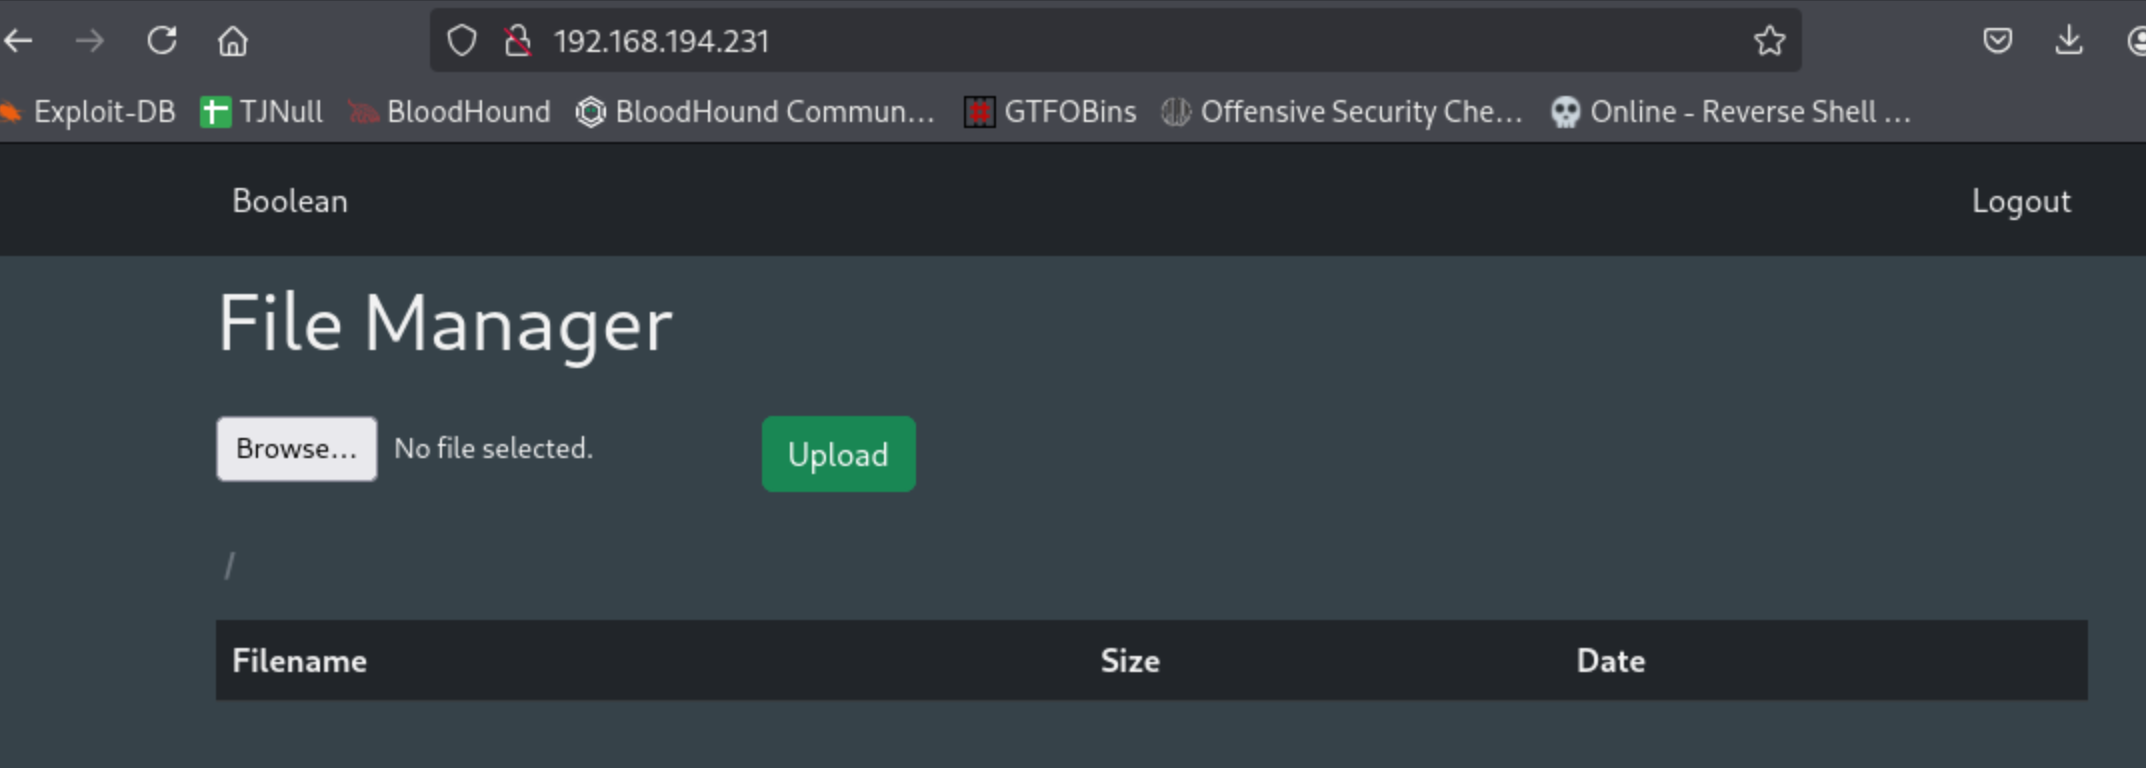 192.168.194.231
Exploit-DB TJNull BloodHound BloodHound Commun... GTFOBins Offensive Security Che... Online - Reverse Shell ...
Boolean Logout
File Manager
Browse... No file selected. Upload
/
Filename Size Date